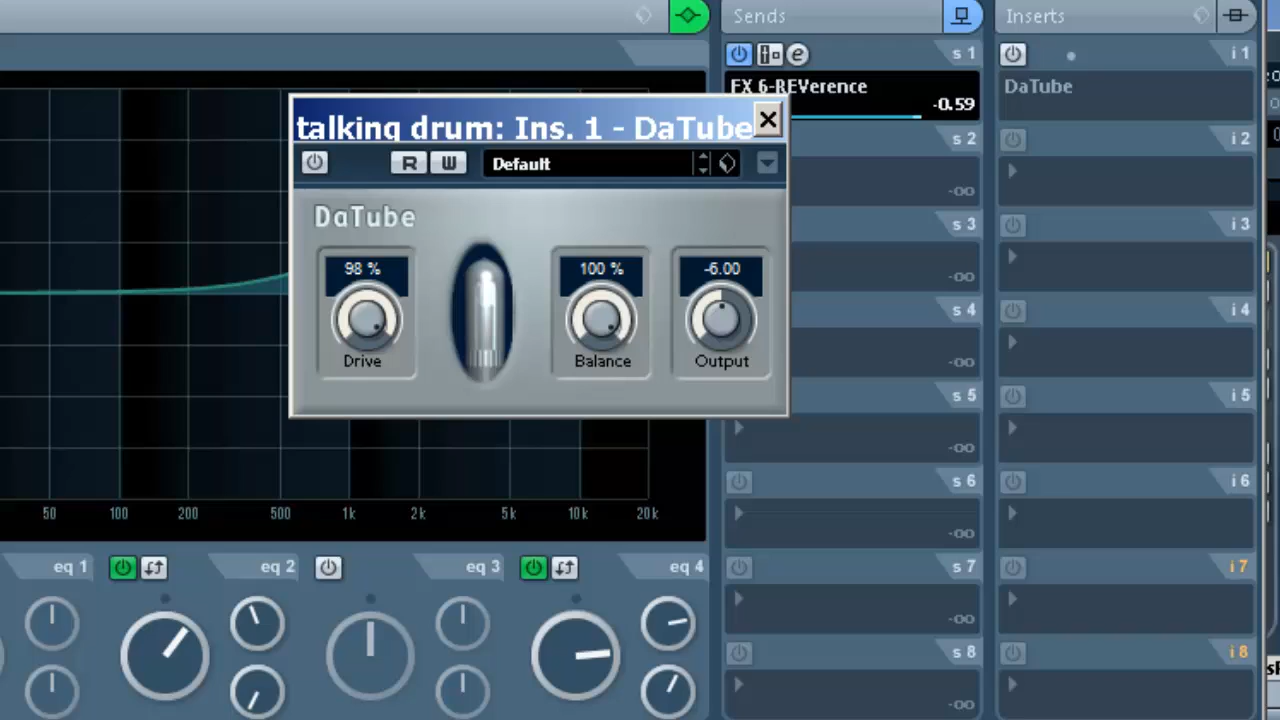 Sends
Inserts
s 1
i 1
FX 6-REVerence
-0.59
DaTube
talking drum: Ins. 1 - DaTube
R W Default
DaTube
98 %
100 %
-6.00
Drive
Balance
Output
s 2
-oo
i 2
s 3
-oo
i 3
s 4
-oo
i 4
s 5
-oo
i 5
s 6
-oo
i 6
s 7
-oo
i 7
s 8
-oo
i 8
50 100 200 500 1k 2k 5k 10k 20k
eq 1
eq 2
eq 3
eq 4